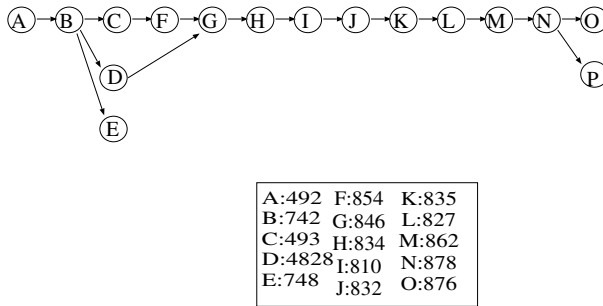 A B C F G H I J K L M N O
D P
E
A:492 F:854 K:835
B:742 G:846 L:827
C:493 H:834 M:862
D:4828 I:810 N:878
E:748 J:832 O:876